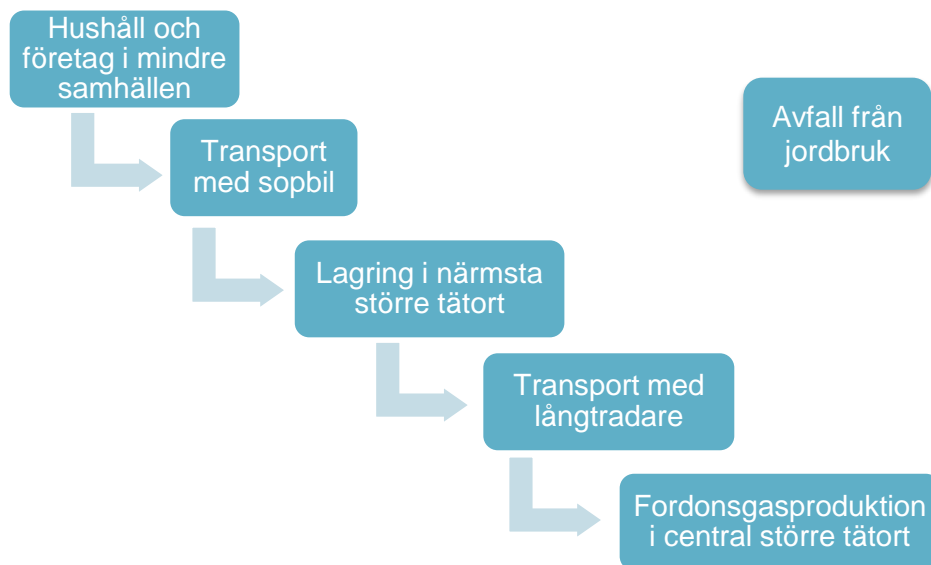 Hushåll och
företag i mindre
samhällen
Avfall från
jordbruk
Transport
med sopbil
Lagring i närmsta
större tätort
Transport med
långtradare
Fordonsgasproduktion
i central större tätort